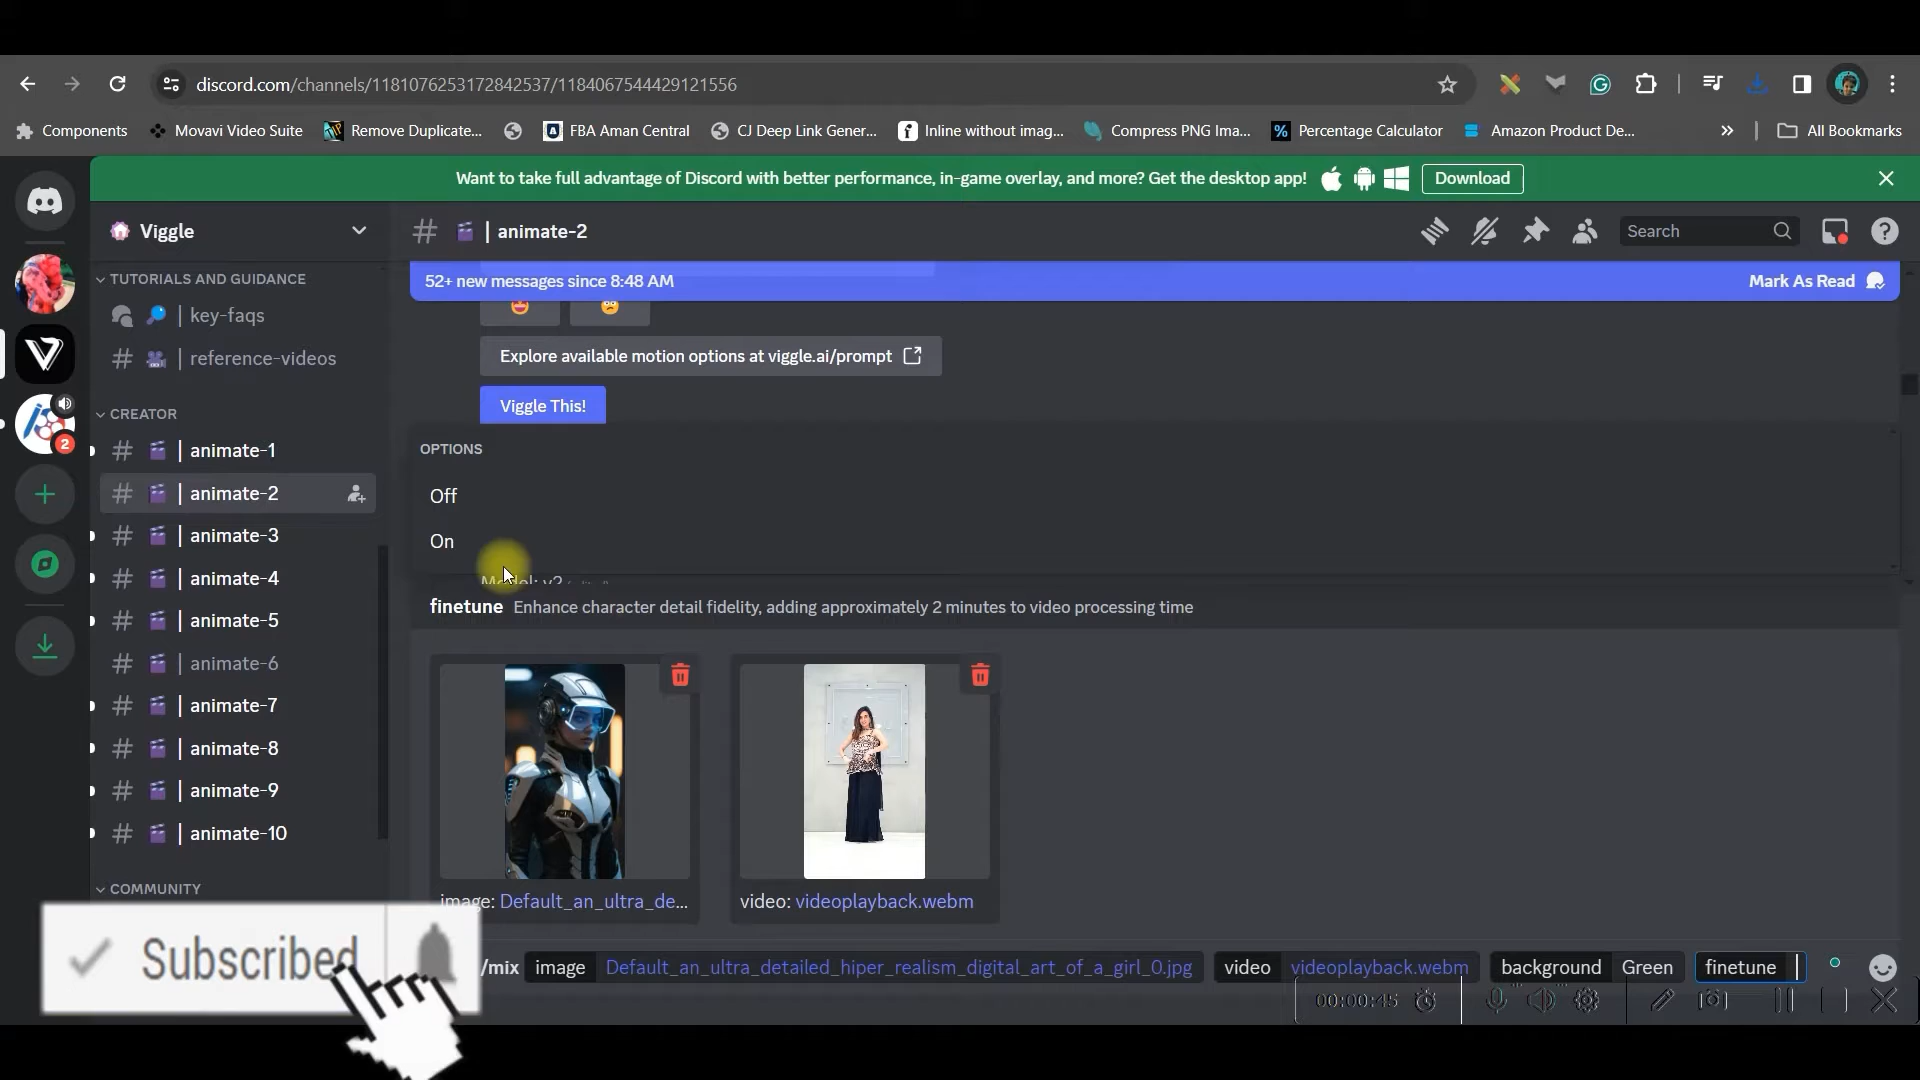 discord.com/channels/1181076253172842537/1184067544429121556
Components
Movavi Video Suite
Remove Duplicate...
FBA Aman Central
CJ Deep Link Gener...
Inline without imag...
Compress PNG Ima...
Percentage Calculator
Amazon Product De...
All Bookmarks
Want to take full advantage of Discord with better performance, in-game overlay, and more? Get the desktop app!
Download
Viggle
| animate-2
Search
TUTORIALS AND GUIDANCE
| key-faqs
| reference-videos
CREATOR
| animate-1
| animate-2
| animate-3
| animate-4
| animate-5
| animate-6
| animate-7
| animate-8
| animate-9
| animate-10
COMMUNITY
2
52+ new messages since 8:48 AM
Mark As Read
Explore available motion options at viggle.ai/prompt
Viggle This!
OPTIONS
Off
On
Model: v2
finetune Enhance character detail fidelity, adding approximately 2 minutes to video processing time
image: Default_an_ultra_de...
video: videoplayback.webm
/mix image Default_an_ultra_detailed_hiper_realism_digital_art_of_a_girl_0.jpg video videoplayback.webm background Green finetune
00:00:45
Subscribed